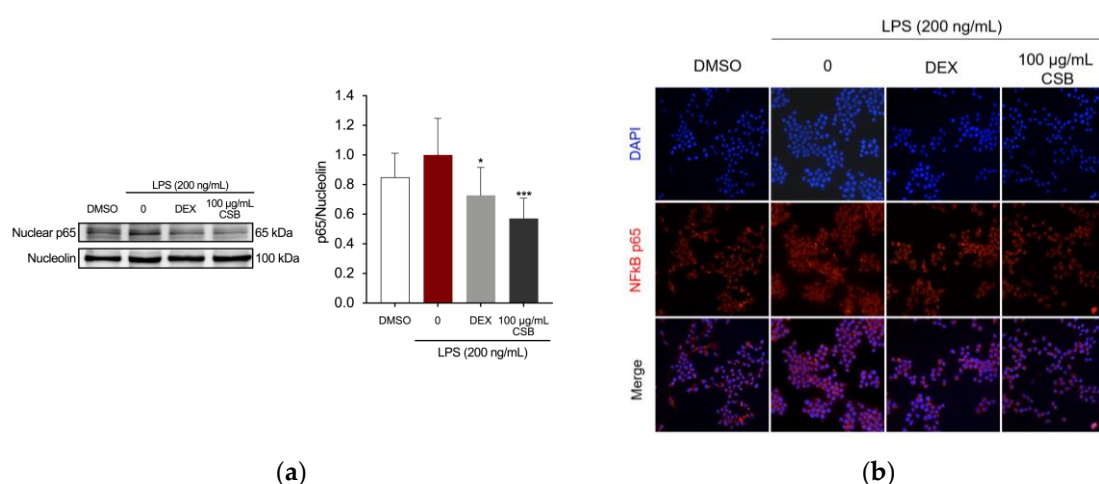 LPS (200 ng/mL)
DMSO 0 DEX 100 µg/mL CSB
Nuclear p65 65 kDa
Nucleolin 100 kDa
p65/Nucleolin
1.4
1.2
1.0
0.8
0.6
0.4
0.2
0.0
*
***
DMSO 0 DEX 100 µg/mL CSB
LPS (200 ng/mL)
(a)
LPS (200 ng/mL)
DMSO 0 DEX 100 µg/mL CSB
DAPI
NFkB p65
Merge
(b)